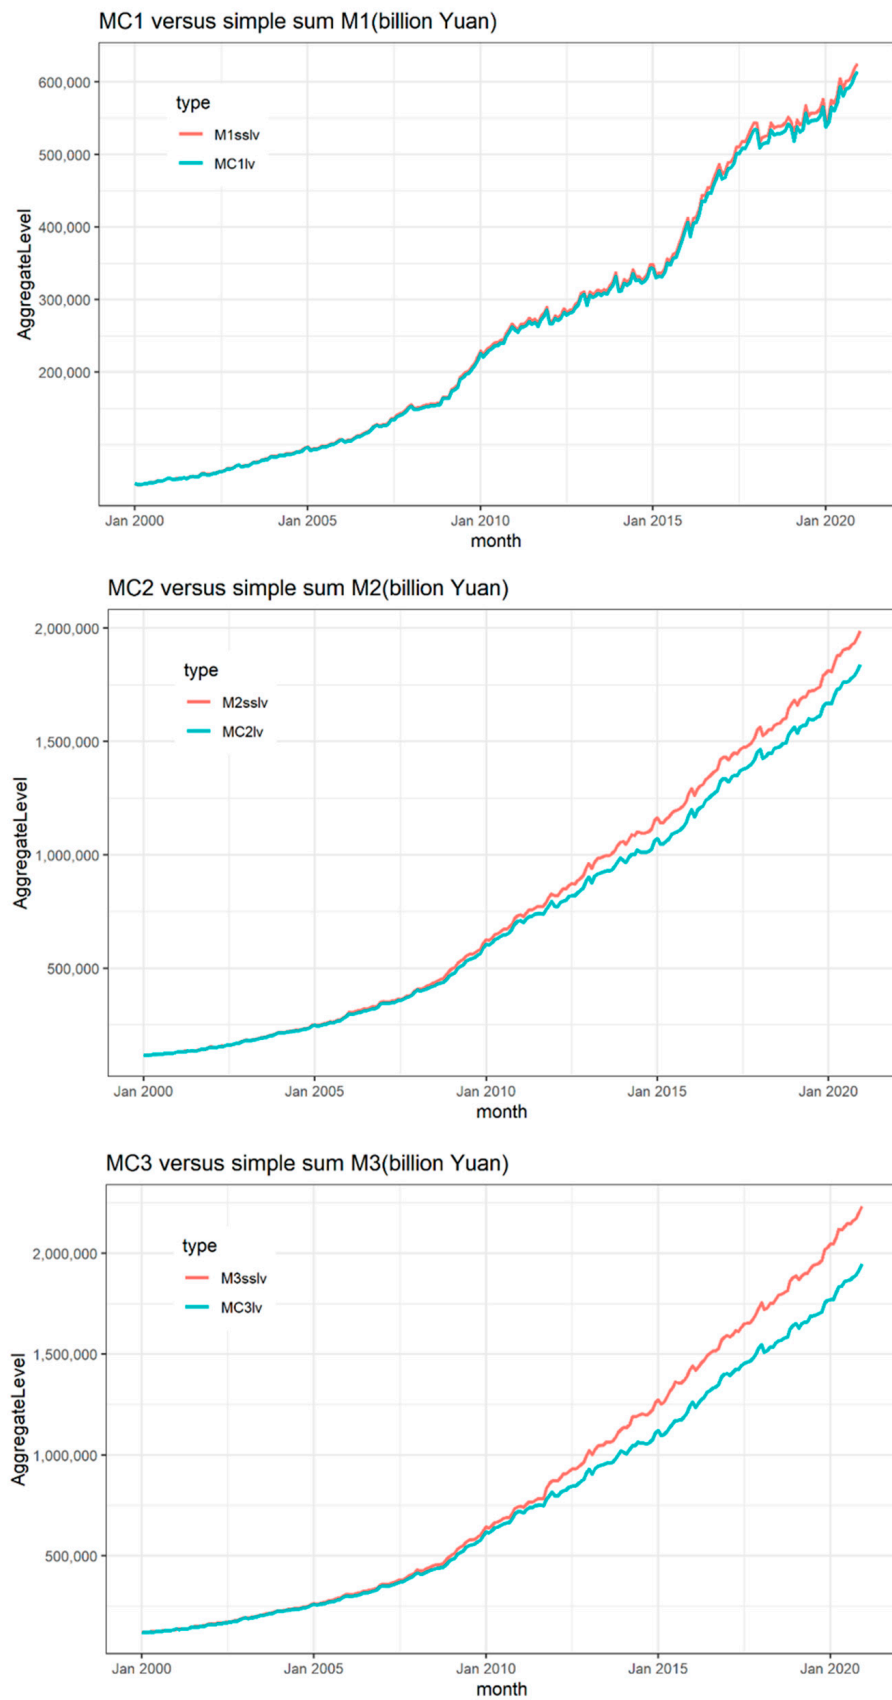 MC1 versus simple sum M1(billion Yuan)
600,000
500,000
400,000
300,000
200,000
AggregateLevel
type
M1sslv
MC1lv
Jan 2000
Jan 2005
Jan 2010
Jan 2015
Jan 2020
month
MC2 versus simple sum M2(billion Yuan)
2,000,000
1,500,000
1,000,000
500,000
AggregateLevel
type
M2sslv
MC2lv
Jan 2000
Jan 2005
Jan 2010
Jan 2015
Jan 2020
month
MC3 versus simple sum M3(billion Yuan)
2,000,000
1,500,000
1,000,000
500,000
AggregateLevel
type
M3sslv
MC3lv
Jan 2000
Jan 2005
Jan 2010
Jan 2015
Jan 2020
month